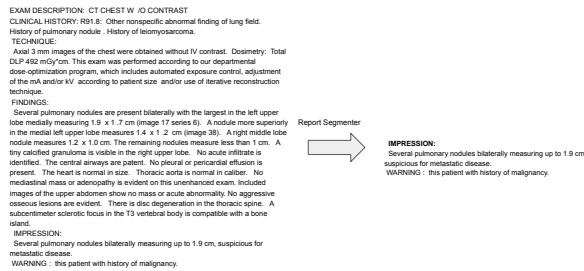 EXAM DESCRIPTION: CT CHEST W /O CONTRAST
CLINICAL HISTORY: R91.8: Other nonspecific abnormal finding of lung field.
History of pulmonary nodule . History of leiomyosarcoma.
TECHNIQUE:
Axial 3 mm images of the chest were obtained without IV contrast. Dosimetry: Total
DLP 492 mGy*cm. This exam was performed according to our departmental
dose-optimization program, which includes automated exposure control, adjustment
of the mA and/or kV according to patient size and/or use of iterative reconstruction
technique.
FINDINGS:
Several pulmonary nodules are present bilaterally with the largest in the left upper
lobe medially measuring 1.9 x 1 .7 cm (image 17 series 6). A nodule more superiorly
in the medial left upper lobe measures 1.4 x 1 .2 cm (image 38). A right middle lobe
nodule measures 1.2 x 1.0 cm. The remaining nodules measure less than 1 cm. A
tiny calcified granuloma is visible in the right upper lobe. No acute infiltrate is
identified. The central airways are patent. No pleural or pericardial effusion is
present. The heart is normal in size. Thoracic aorta is normal in caliber. No
mediastinal mass or adenopathy is evident on this unenhanced exam. Included
images of the upper abdomen show no mass or acute abnormality. No aggressive
osseous lesions are evident. There is disc degeneration in the thoracic spine. A
subcentimeter sclerotic focus in the T3 vertebral body is compatible with a bone
island.
IMPRESSION:
Several pulmonary nodules bilaterally measuring up to 1.9 cm, suspicious for
metastatic disease.
WARNING : this patient with history of malignancy.
Report Segmenter
IMPRESSION:
Several pulmonary nodules bilaterally measuring up to 1.9 cm,
suspicious for metastatic disease.
WARNING : this patient with history of malignancy.